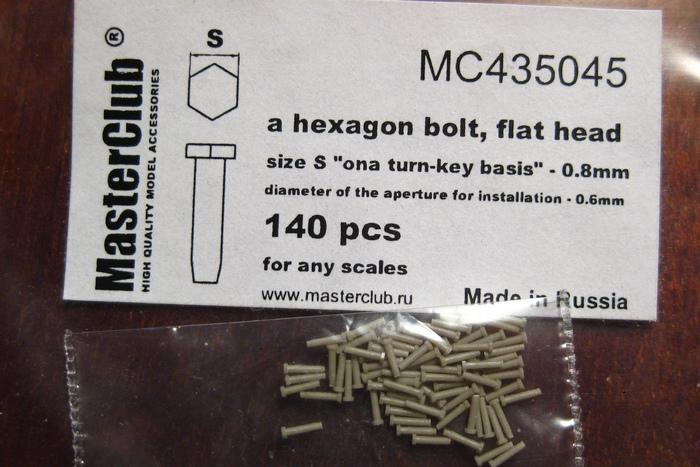 MasterClub®
HIGH QUALITY MODEL ACCESSORIES
S
MC435045
a hexagon bolt, flat head
size S "ona turn-key basis" - 0.8mm
diameter of the aperture for installation - 0.6mm
140 pcs
for any scales
www.masterclub.ru
Made in Russia